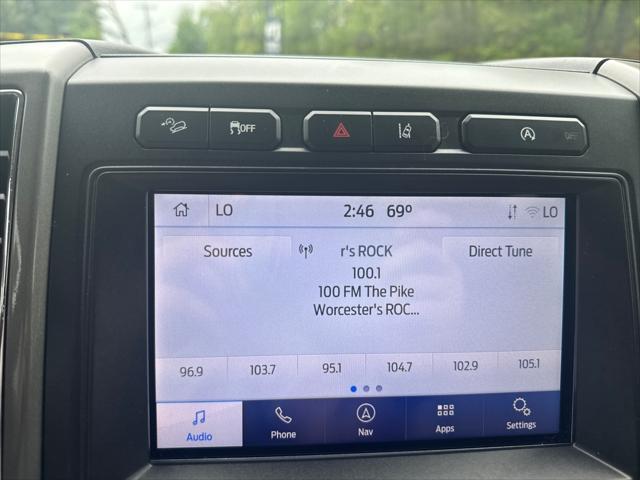 OFF
A
OFF
LO 2:46 69° LO
Sources r's ROCK Direct Tune
100.1
100 FM The Pike
Worcester's ROC...
96.9 103.7 95.1 104.7 102.9 105.1
Audio Phone Nav Apps Settings